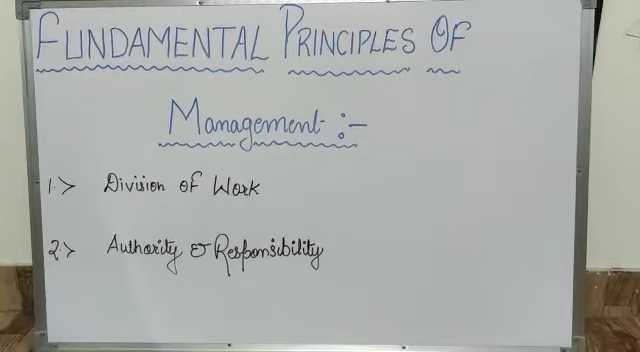 FUNDAMENTAL PRINCIPLES OF
Management :-
1.> Division of Work
2.> Authority & Responsibility